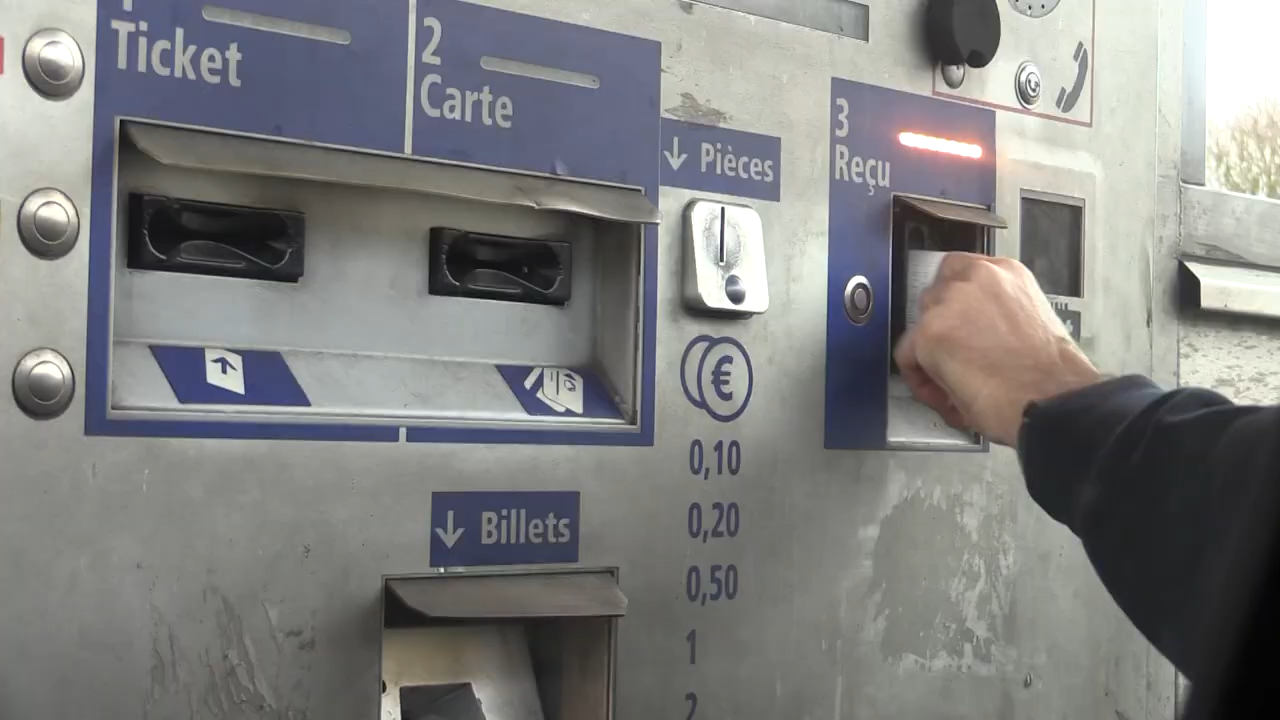 Ticket
2
Carte
Pièces
3
Reçu
€
0,10
0,20
0,50
1
2
Billets